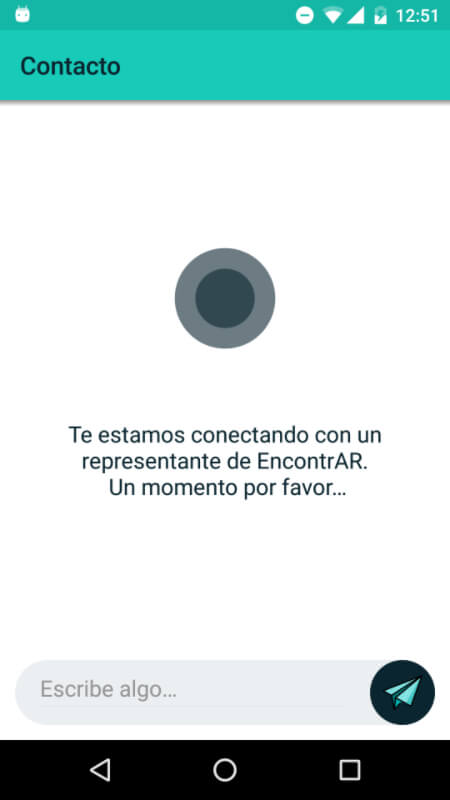 12:51
Contacto
Te estamos conectando con un
representante de EncontrAR.
Un momento por favor...
Escribe algo...